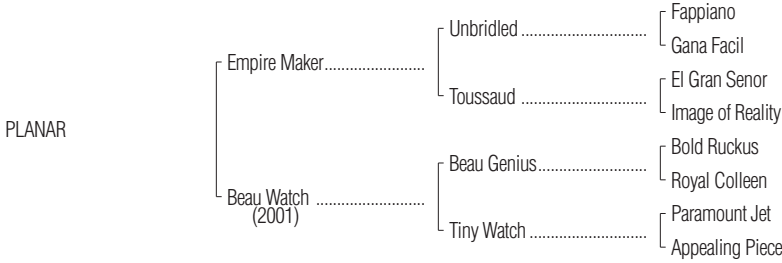 Fappiano
Unbridled ..............................
Gana Facil
Empire Maker........................
El Gran Senor
Toussaud ..............................
Image of Reality
PLANAR
Bold Ruckus
Beau Genius..........................
Royal Colleen
Beau Watch ..........................
(2001)
Paramount Jet
Tiny Watch ............................
Appealing Piece